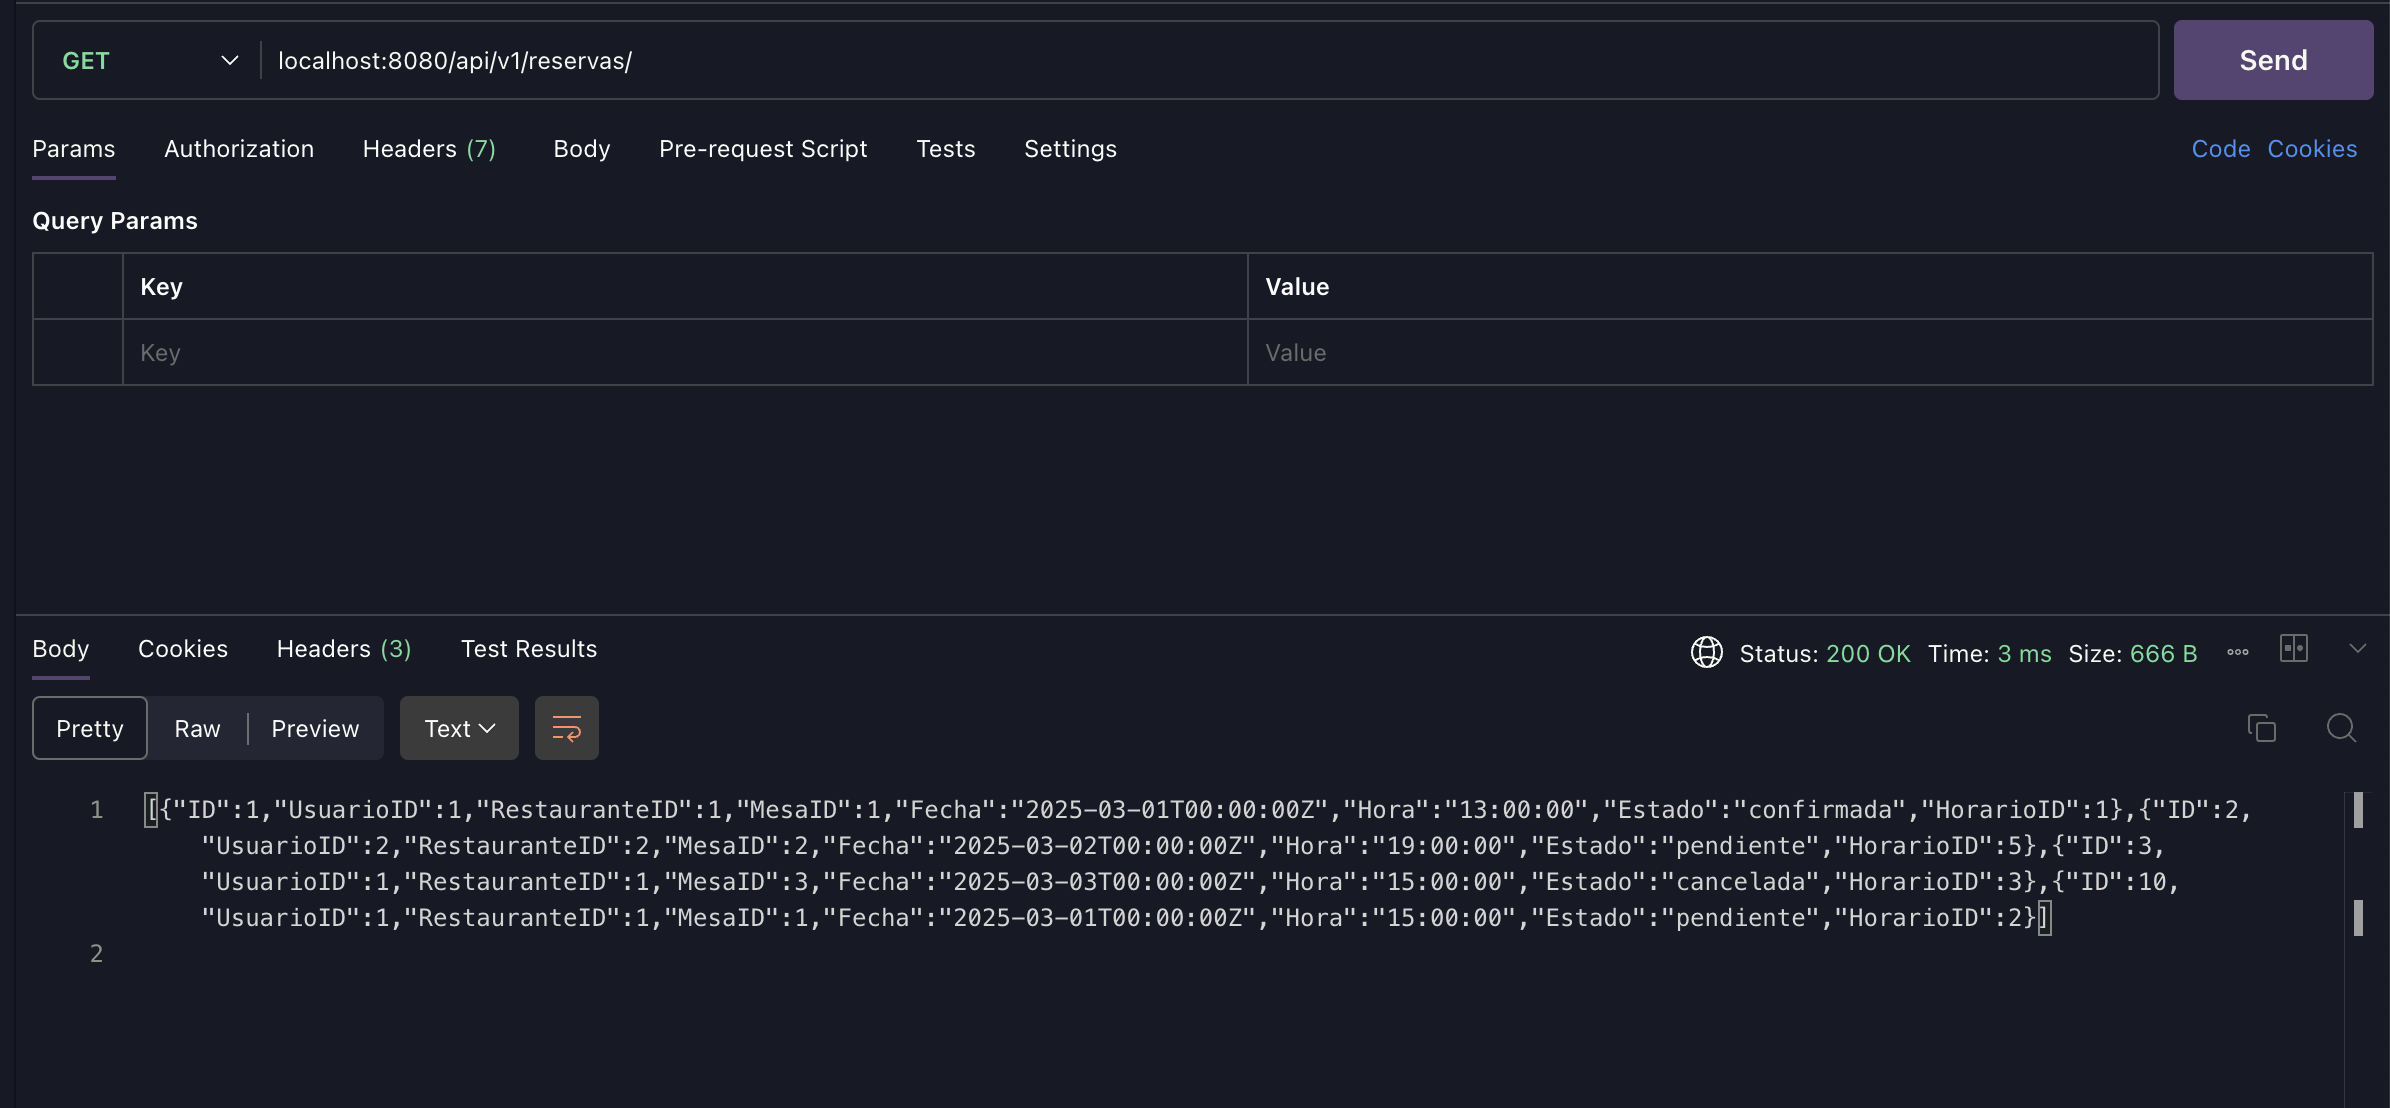 GET localhost:8080/api/v1/reservas/ Send
Params Authorization Headers (7) Body Pre-request Script Tests Settings Code Cookies
Query Params
Key Value
Key Value
Body Cookies Headers (3) Test Results Status: 200 OK Time: 3 ms Size: 666 B
Pretty Raw Preview Text
1 [{"ID":1,"UsuarioID":1,"RestauranteID":1,"MesaID":1,"Fecha":"2025-03-01T00:00:00Z","Hora":"13:00:00","Estado":"confirmada","HorarioID":1},{"ID":2,
"UsuarioID":2,"RestauranteID":2,"MesaID":2,"Fecha":"2025-03-02T00:00:00Z","Hora":"19:00:00","Estado":"pendiente","HorarioID":5},{"ID":3,
"UsuarioID":1,"RestauranteID":1,"MesaID":3,"Fecha":"2025-03-03T00:00:00Z","Hora":"15:00:00","Estado":"cancelada","HorarioID":3},{"ID":10,
"UsuarioID":1,"RestauranteID":1,"MesaID":1,"Fecha":"2025-03-01T00:00:00Z","Hora":"15:00:00","Estado":"pendiente","HorarioID":2}]
2